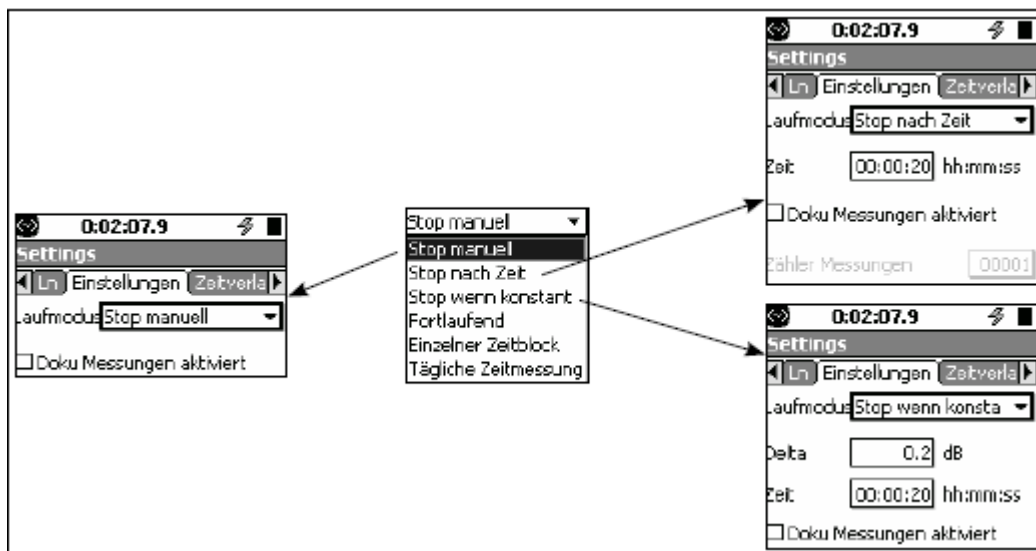 0:02:07.9
Settings
Ln Einstellungen Zeitverla
Laufmodus Stop manuell
Doku Messungen aktiviert
Stop manuell
Stop manuell
Stop nach Zeit
Stop wenn konstant
Fortlaufend
Einzelner Zeitblock
Tägliche Zeitmessung
0:02:07.9
Settings
Ln Einstellungen Zeitverla
Laufmodus Stop nach Zeit
Zeit 00:00:20 hh:mm:ss
Doku Messungen aktiviert
Zähler Messungen 00001
0:02:07.9
Settings
Ln Einstellungen Zeitverla
Laufmodus Stop wenn konsta
Delta 0.2 dB
Zeit 00:00:20 hh:mm:ss
Doku Messungen aktiviert